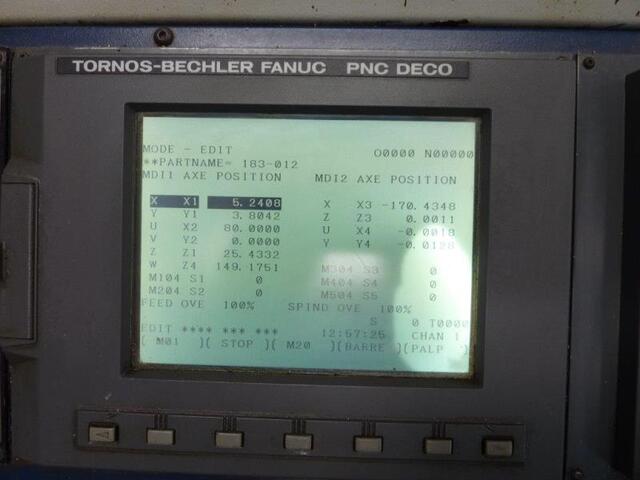 TORNOS-BECHLER FANUC PNC DECO
MODE - EDIT O0000 N00000
**PARTNAME= 183-012
MDI1 AXE POSITION MDI2 AXE POSITION
X X1 5.2408 X X3 -170.4348
Y Y1 3.8042 Z Z3 0.0011
U X2 80.0000 U X4 -0.0018
V Y2 0.0000 Y Y4 -0.0128
Z Z1 25.4332
W Z4 149.1751 M304 S3 0
M104 S1 0 M404 S4 0
M204 S2 0 M504 S5 0
FEED OVE 100% SPIND OVE 100%
S 0 T0000
EDIT **** *** *** 12:57:25 CHAN 1
[ M01 ][ STOP ][ M20 ][BARRE ][PALP ]